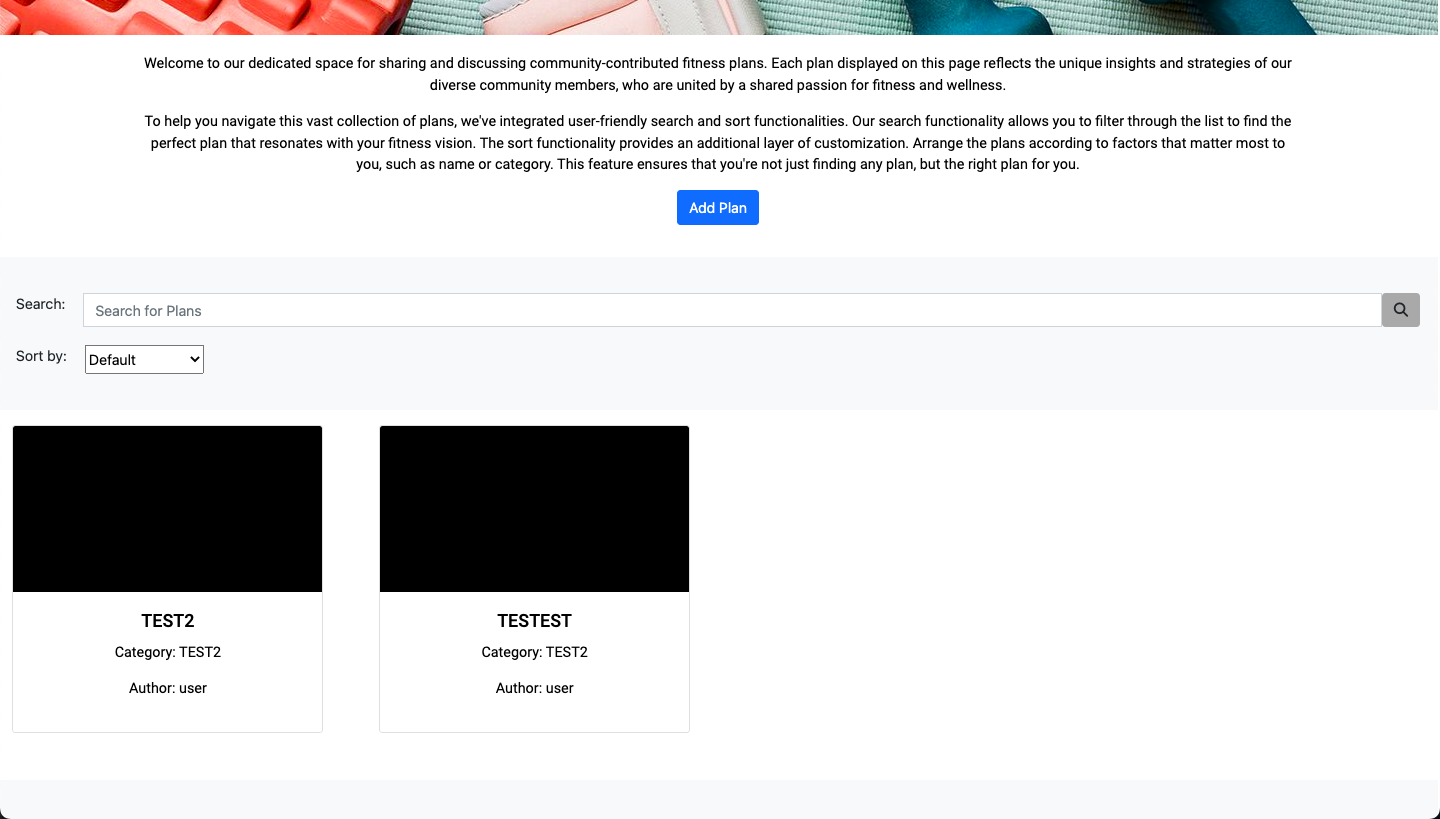 Welcome to our dedicated space for sharing and discussing community-contributed fitness plans. Each plan displayed on this page reflects the unique insights and strategies of our
diverse community members, who are united by a shared passion for fitness and wellness.
To help you navigate this vast collection of plans, we've integrated user-friendly search and sort functionalities. Our search functionality allows you to filter through the list to find the
perfect plan that resonates with your fitness vision. The sort functionality provides an additional layer of customization. Arrange the plans according to factors that matter most to
you, such as name or category. This feature ensures that you're not just finding any plan, but the right plan for you.
Add Plan
Search:
Search for Plans
Sort by:
Default
TEST2
Category: TEST2
Author: user
TESTEST
Category: TEST2
Author: user